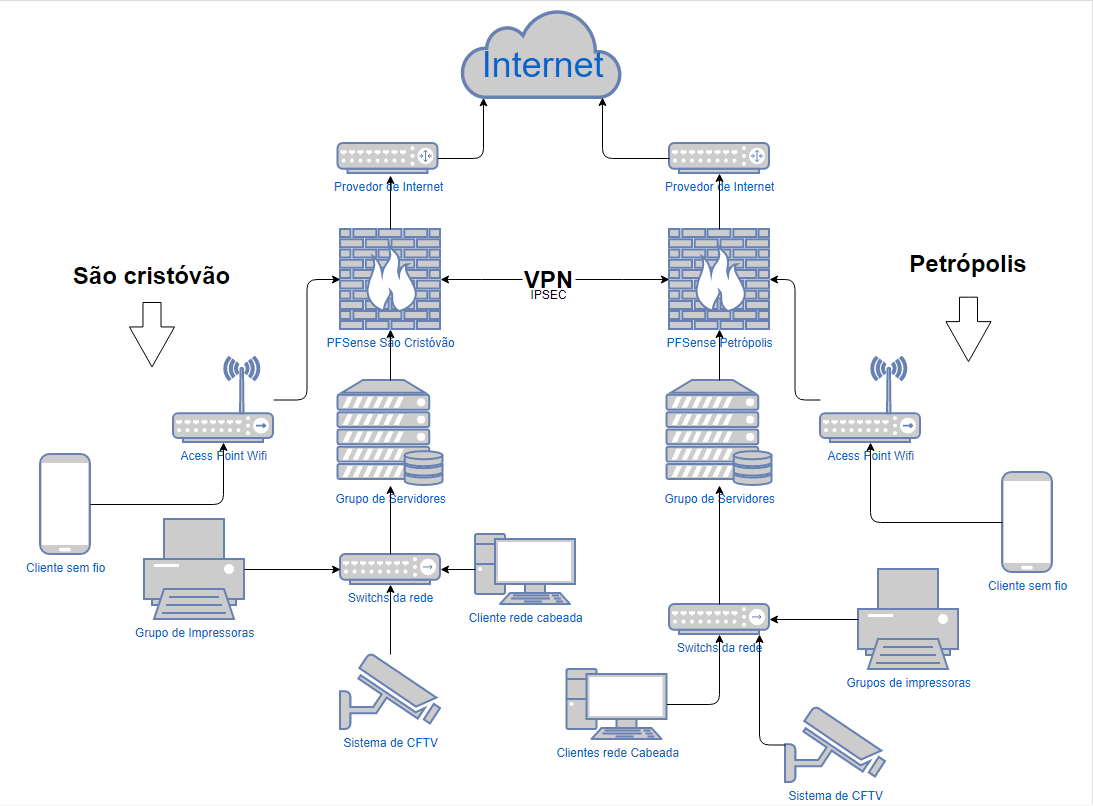 Internet
Provedor de Internet
Provedor de Internet
São cristóvão
VPN
IPSEC
Petrópolis
PFSense São Cristóvão
PFSense Petrópolis
Acess Point Wifi
Acess Point Wifi
Grupo de Servidores
Grupo de Servidores
Cliente sem fio
Cliente sem fio
Switchs da rede
Cliente rede cabeada
Grupo de Impressoras
Switchs da rede
Grupos de impressoras
Sistema de CFTV
Clientes rede Cabeada
Sistema de CFTV